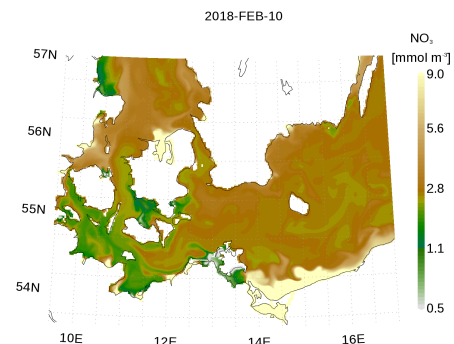 2018-FEB-10
NO₃
[mmol m⁻³]
57N
56N
55N
54N
9.0
5.6
2.8
1.1
0.5
10E
12E
14E
16E